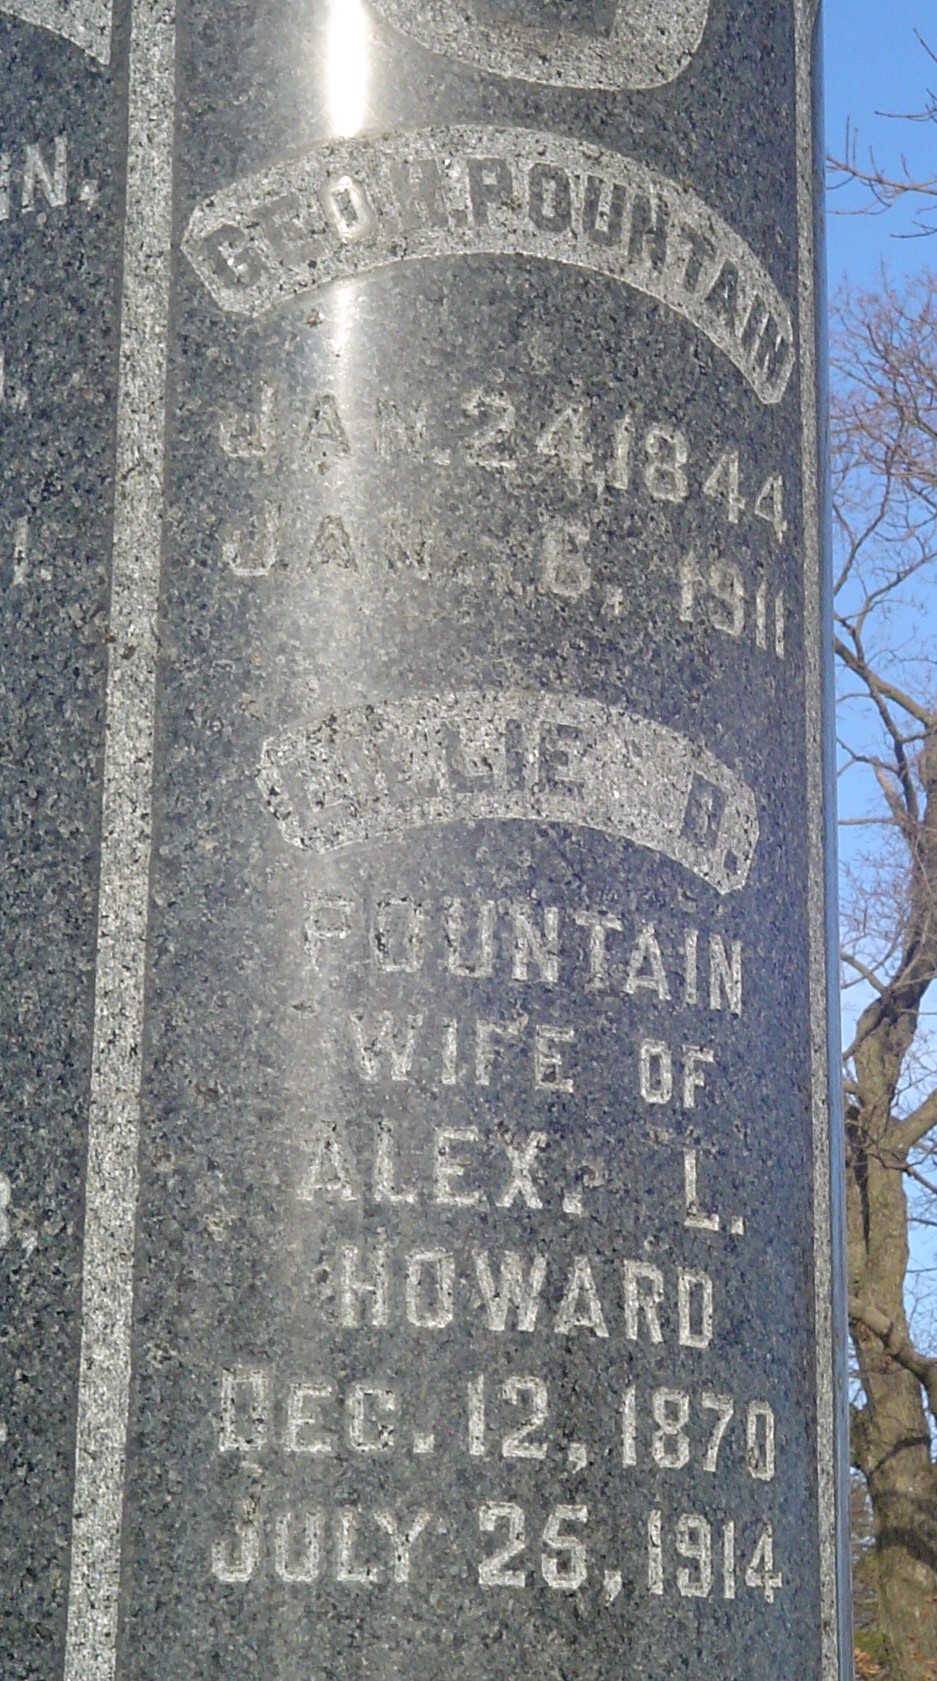 GEO.H.POUNTAIN
JAN.24,1844
JAN. 6, 1911
LILLIE D.
POUNTAIN
WIFE OF
ALEX. L.
HOWARD
DEC. 12, 1870
JULY 25, 1914